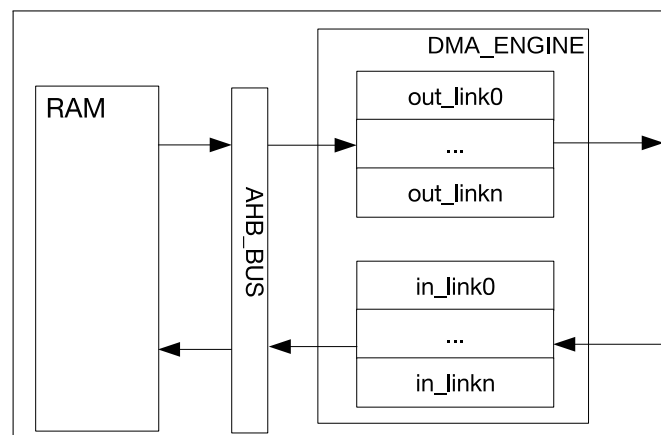 DMA_ENGINE
RAM
AHB_BUS
out_link0
...
out_linkn
in_link0
...
in_linkn